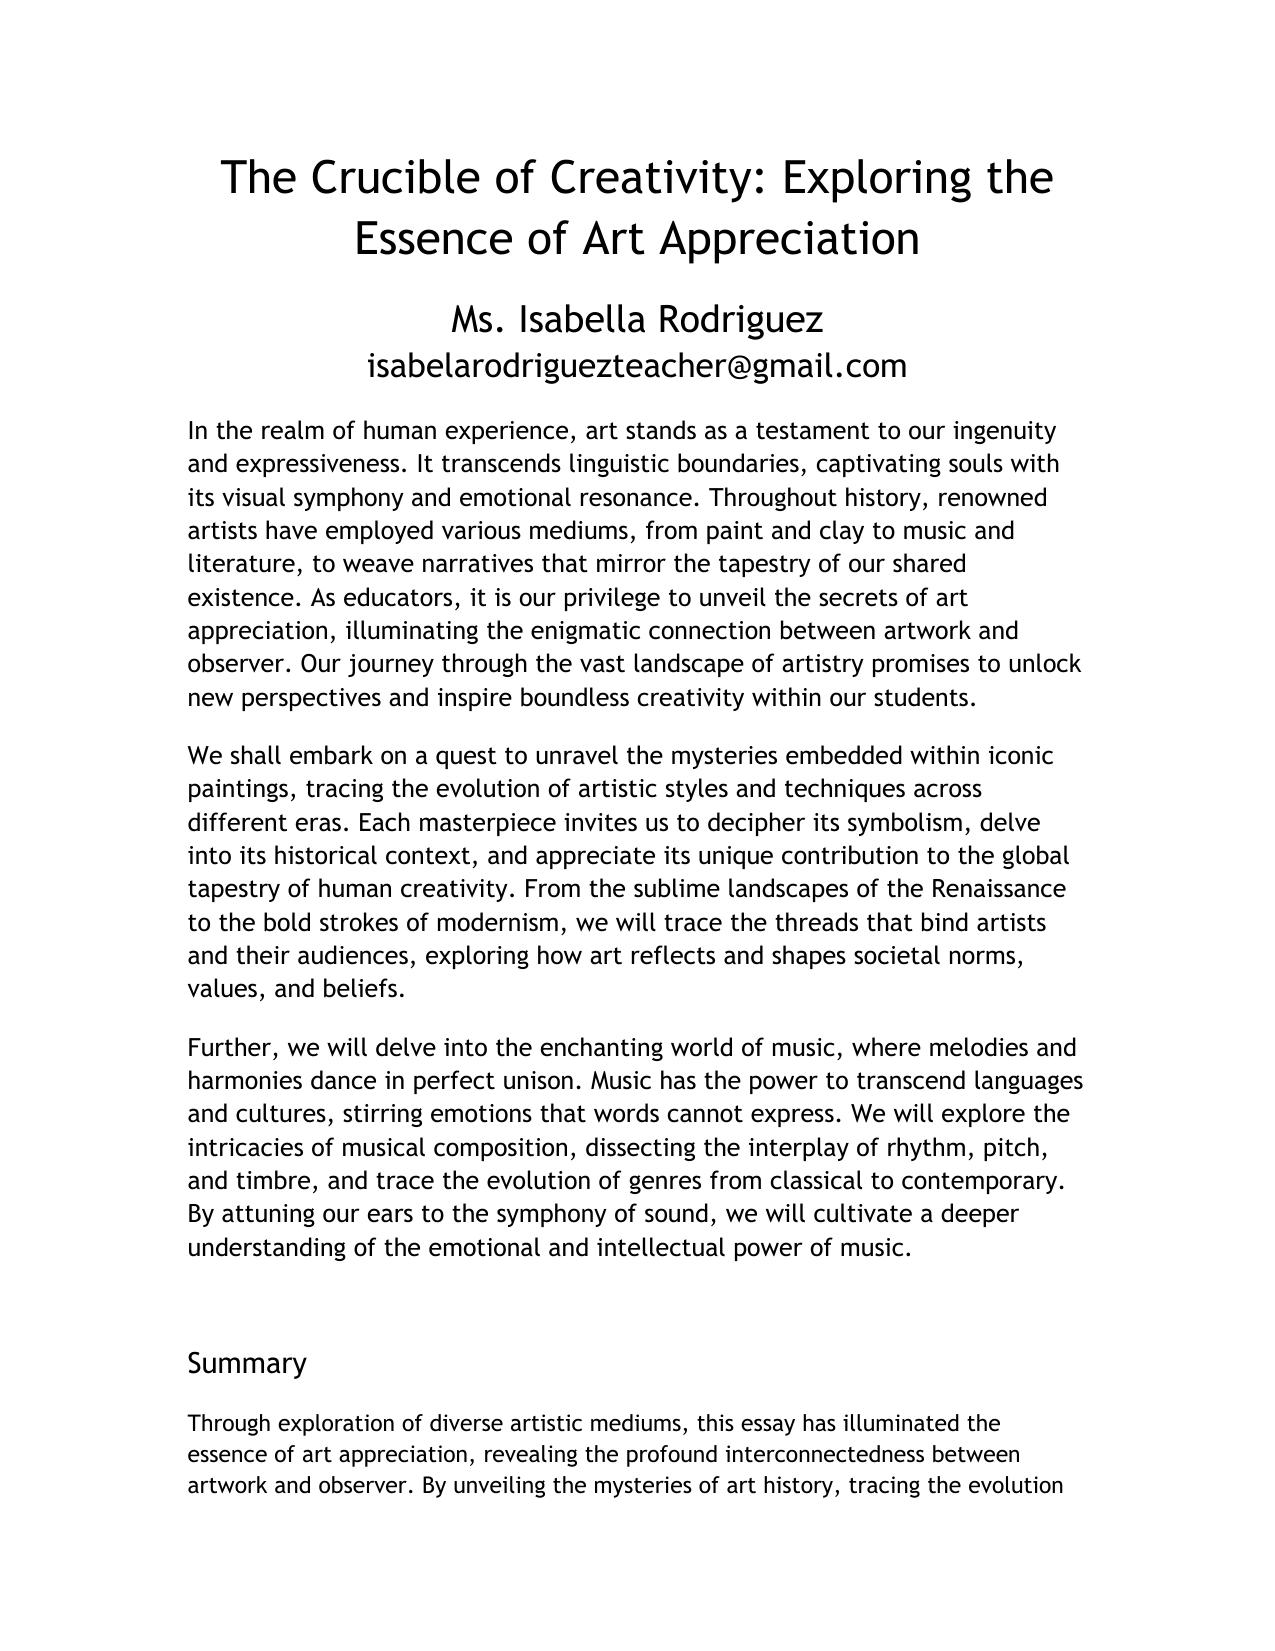 The Crucible of Creativity: Exploring the
Essence of Art Appreciation
Ms. Isabella Rodriguez
isabelarodriguezteacher@gmail.com
In the realm of human experience, art stands as a testament to our ingenuity
and expressiveness. It transcends linguistic boundaries, captivating souls with
its visual symphony and emotional resonance. Throughout history, renowned
artists have employed various mediums, from paint and clay to music and
literature, to weave narratives that mirror the tapestry of our shared
existence. As educators, it is our privilege to unveil the secrets of art
appreciation, illuminating the enigmatic connection between artwork and
observer. Our journey through the vast landscape of artistry promises to unlock
new perspectives and inspire boundless creativity within our students.
We shall embark on a quest to unravel the mysteries embedded within iconic
paintings, tracing the evolution of artistic styles and techniques across
different eras. Each masterpiece invites us to decipher its symbolism, delve
into its historical context, and appreciate its unique contribution to the global
tapestry of human creativity. From the sublime landscapes of the Renaissance
to the bold strokes of modernism, we will trace the threads that bind artists
and their audiences, exploring how art reflects and shapes societal norms,
values, and beliefs.
Further, we will delve into the enchanting world of music, where melodies and
harmonies dance in perfect unison. Music has the power to transcend languages
and cultures, stirring emotions that words cannot express. We will explore the
intricacies of musical composition, dissecting the interplay of rhythm, pitch,
and timbre, and trace the evolution of genres from classical to contemporary.
By attuning our ears to the symphony of sound, we will cultivate a deeper
understanding of the emotional and intellectual power of music.
Summary
Through exploration of diverse artistic mediums, this essay has illuminated the
essence of art appreciation, revealing the profound interconnectedness between
artwork and observer. By unveiling the mysteries of art history, tracing the evolution